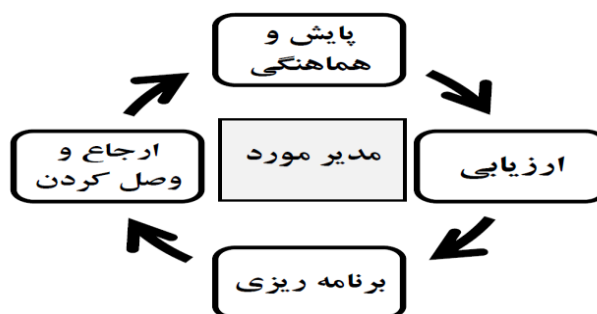 پایش و
هماهنگی
ارزیابی
مدیر مورد
ارجاع و
وصل کردن
برنامه ریزی